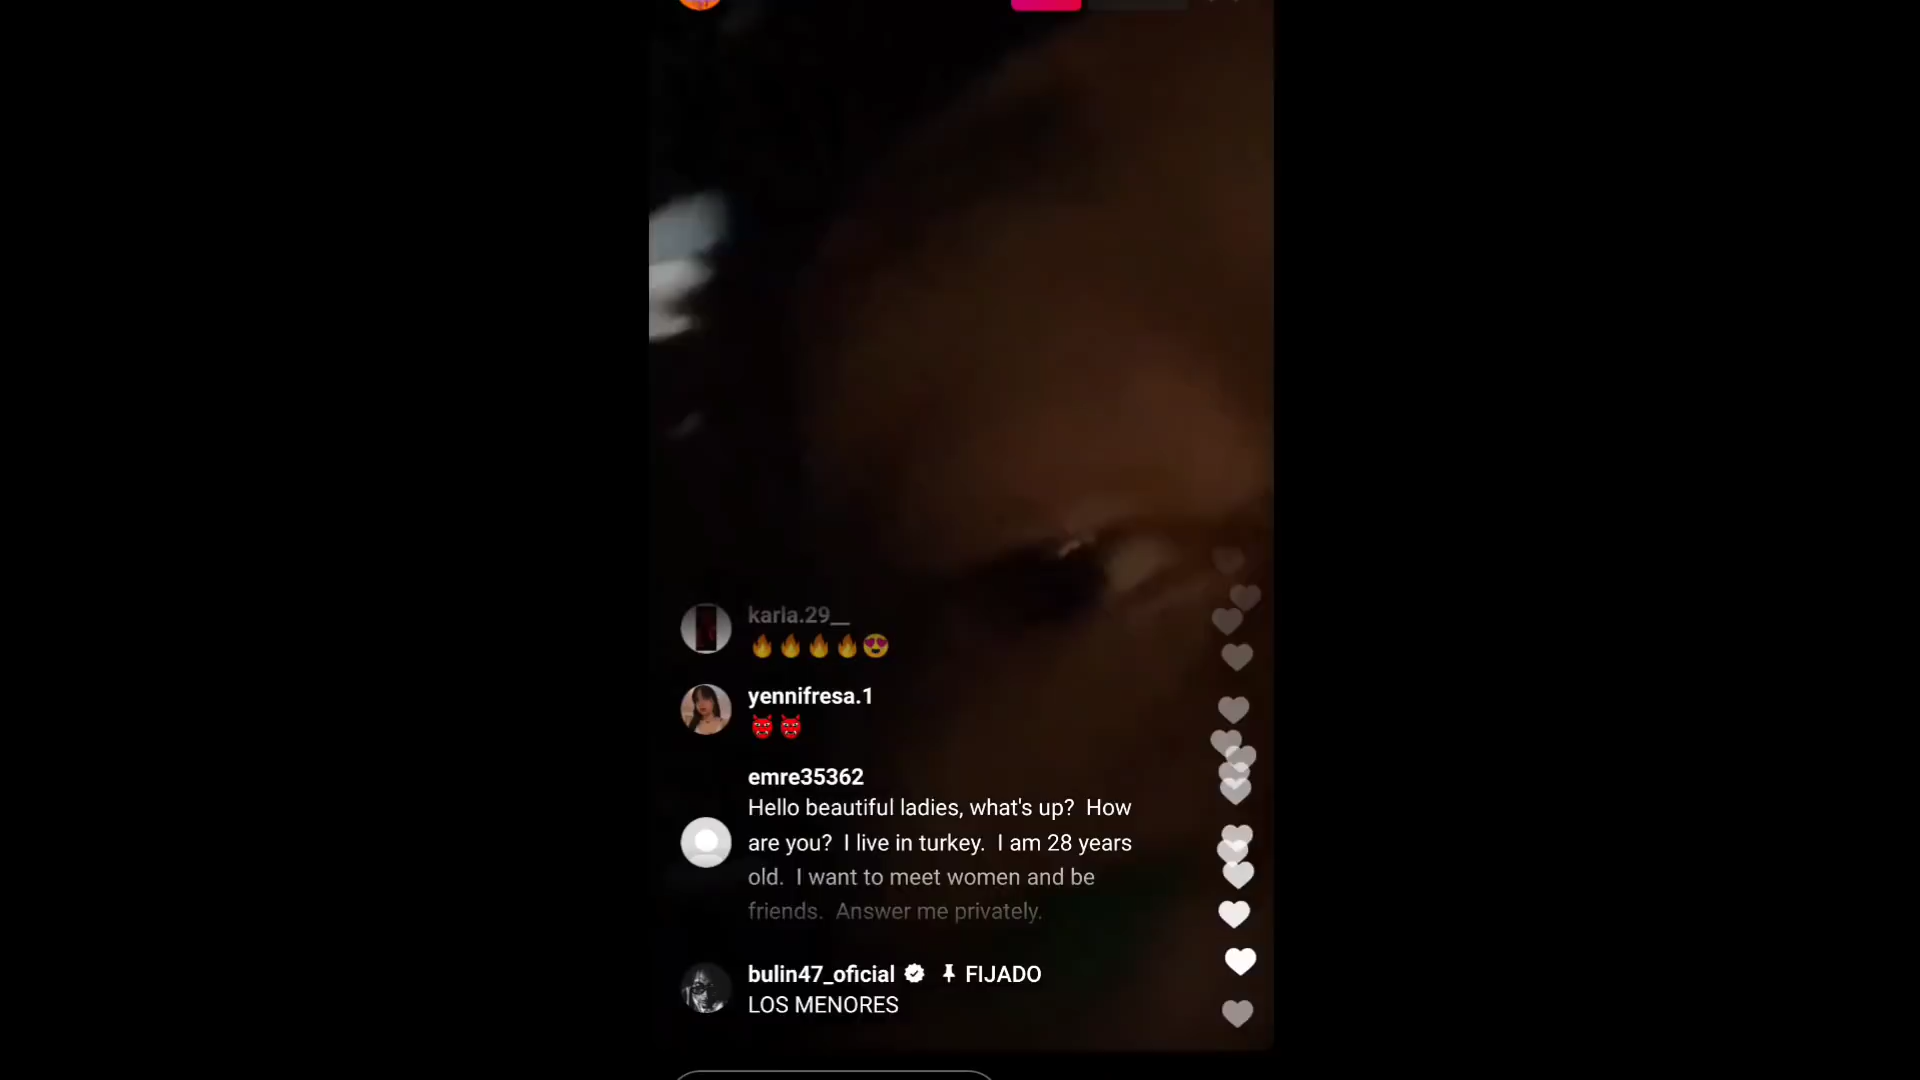 karla.29__
🔥🔥🔥🔥😍
yennifresa.1
👹👹
emre35362
Hello beautiful ladies, what's up?  How
are you?  I live in turkey.  I am 28 years
old.  I want to meet women and be
friends.  Answer me privately.
bulin47_oficial FIJADO
LOS MENORES